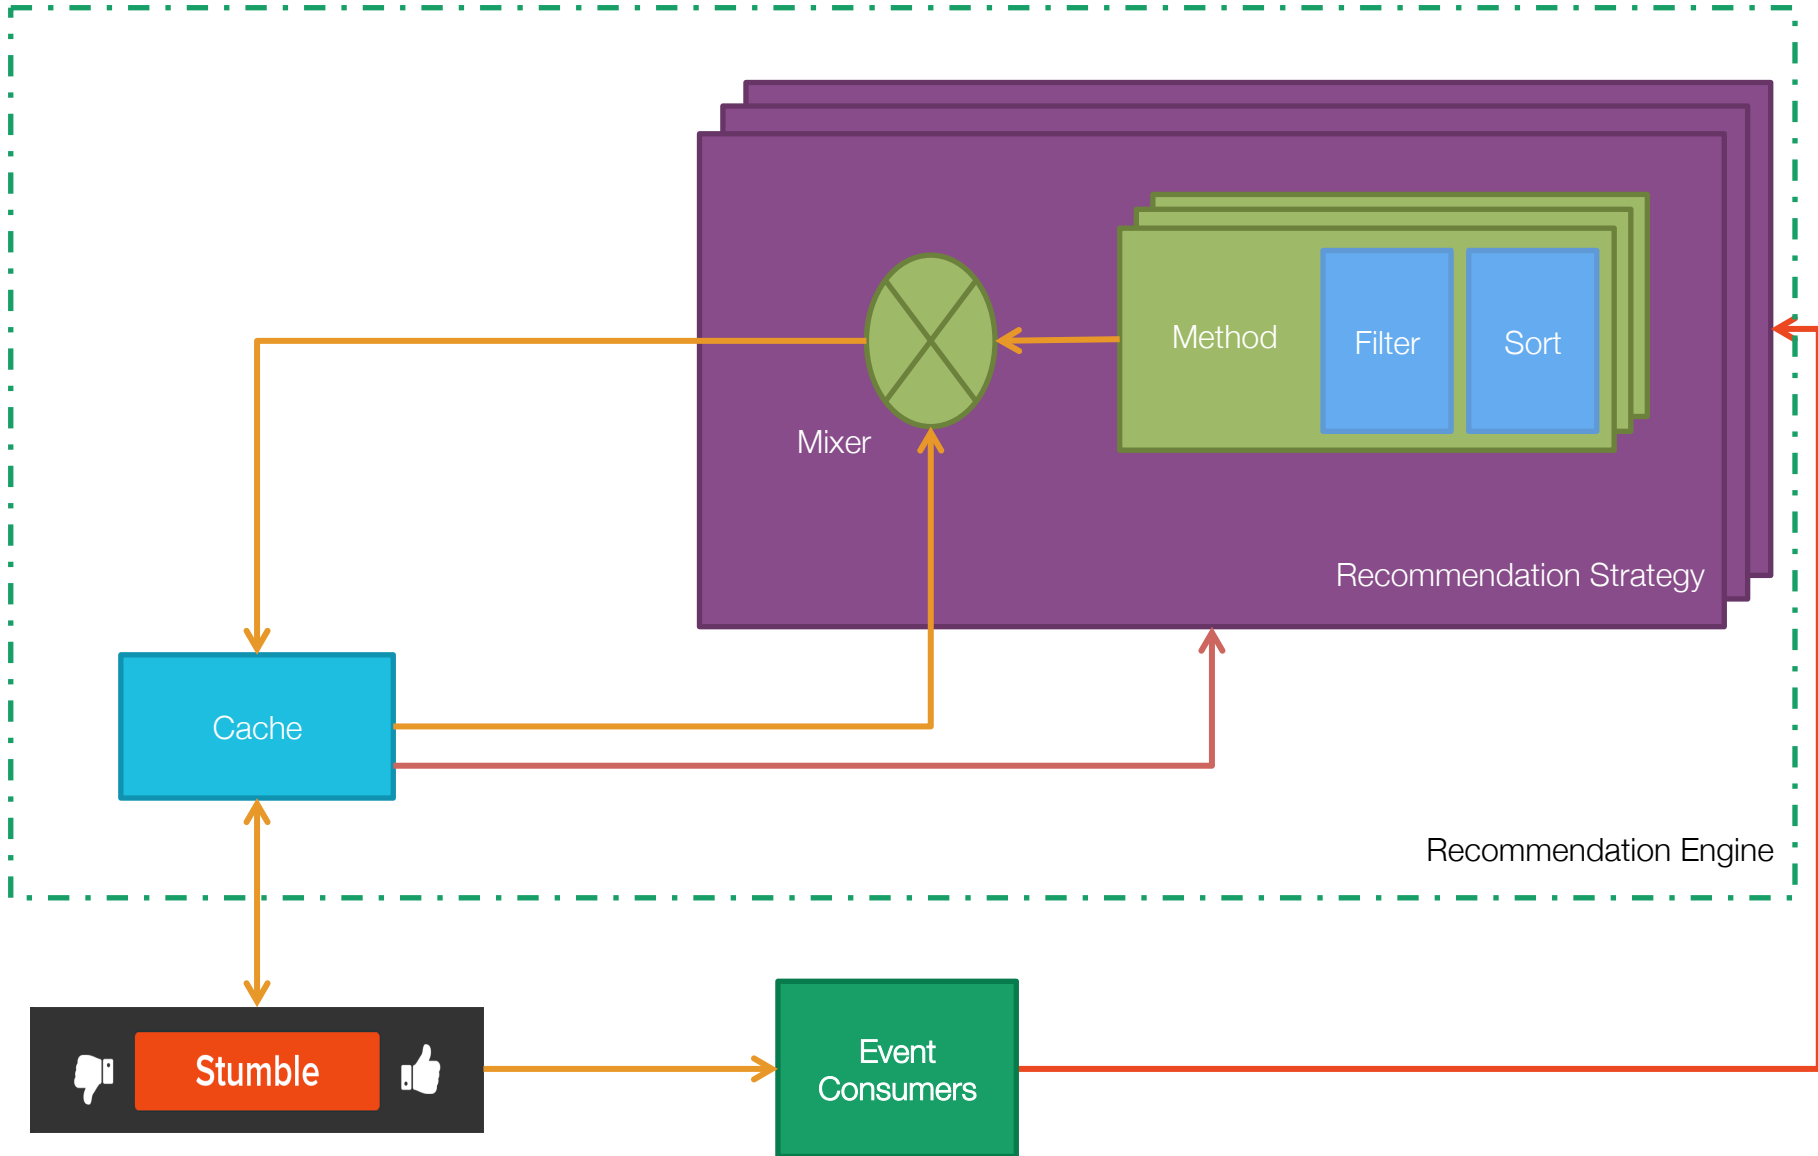 Method
Filter
Sort
Mixer
Recommendation Strategy
Cache
Recommendation Engine
Stumble
Event
Consumers